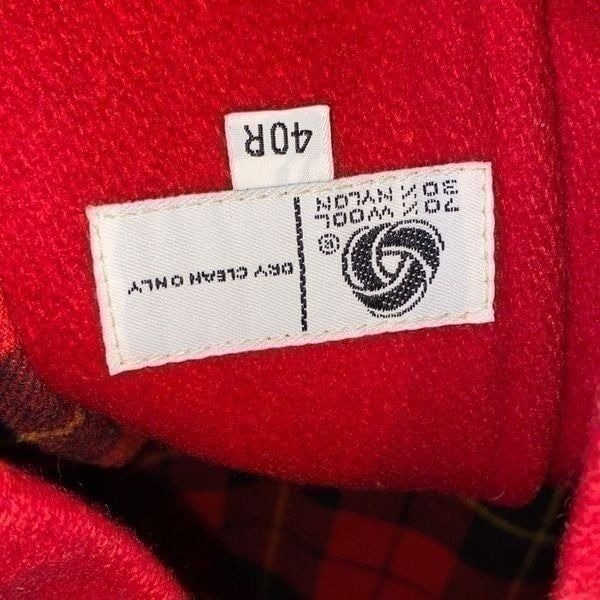 40R
70% WOOL
30% NYLON
®
DRY CLEAN ONLY